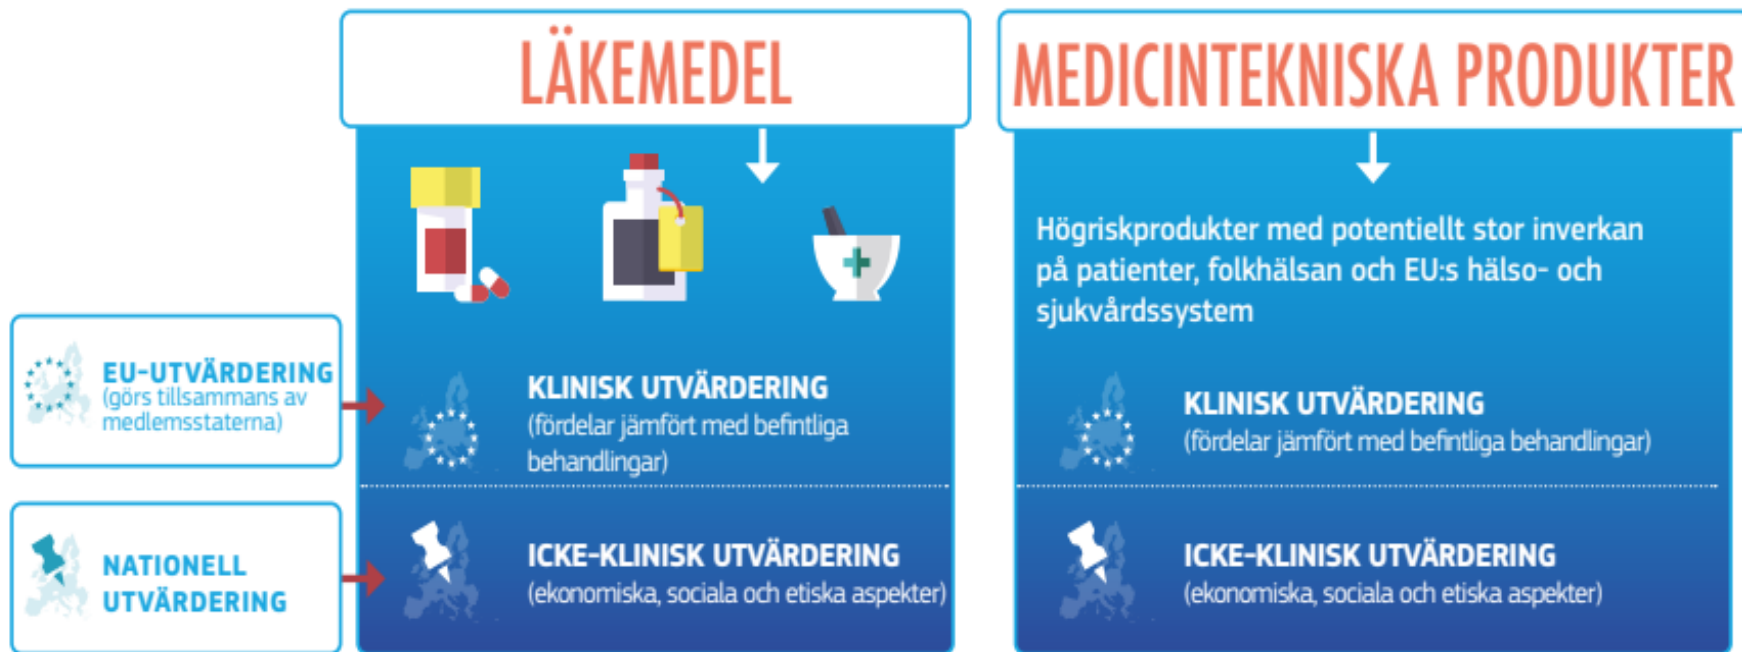 LÄKEMEDEL
MEDICINTEKNISKA PRODUKTER
Högriskprodukter med potentiellt stor inverkan
på patienter, folkhälsan och EU:s hälso- och
sjukvårdssystem
EU-UTVÄRDERING
(görs tillsammans av
medlemsstaterna)
KLINISK UTVÄRDERING
(fördelar jämfört med befintliga
behandlingar)
KLINISK UTVÄRDERING
(fördelar jämfört med befintliga behandlingar)
NATIONELL
UTVÄRDERING
ICKE-KLINISK UTVÄRDERING
(ekonomiska, sociala och etiska aspekter)
ICKE-KLINISK UTVÄRDERING
(ekonomiska, sociala och etiska aspekter)